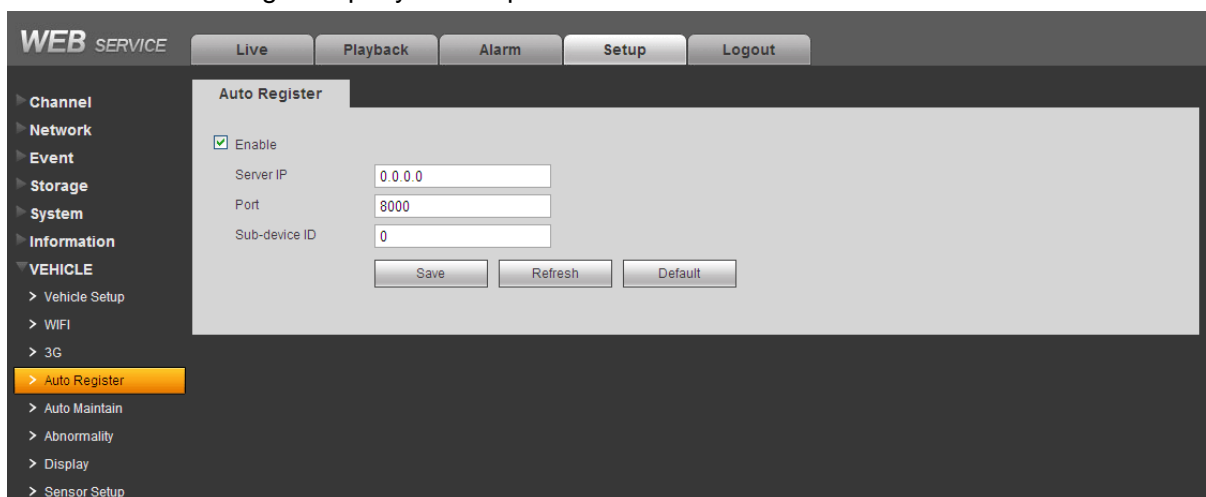 WEB SERVICE
Live Playback Alarm Setup Logout
Channel
Network
Event
Storage
System
Information
VEHICLE
> Vehicle Setup
> WIFI
> 3G
> Auto Register
> Auto Maintain
> Abnormality
> Display
> Sensor Setup
Auto Register
Enable
Server IP 0.0.0.0
Port 8000
Sub-device ID 0
Save Refresh Default